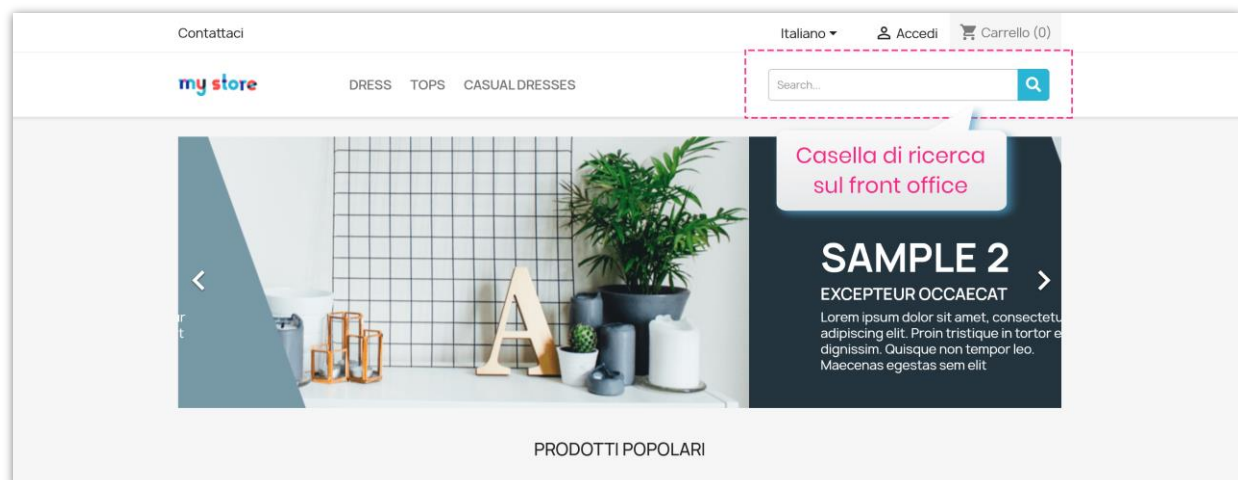 Contattaci
Italiano
Accedi
Carrello (0)
my store
DRESS TOPS CASUAL DRESSES
Search...
Casella di ricerca
sul front office
SAMPLE 2
EXCEPTEUR OCCAECAT
Lorem ipsum dolor sit amet, consectetu
adipiscing elit. Proin tristique in tortor e
dignissim. Quisque non tempor leo.
Maecenas egestas sem elit
ur
it
A
PRODOTTI POPOLARI